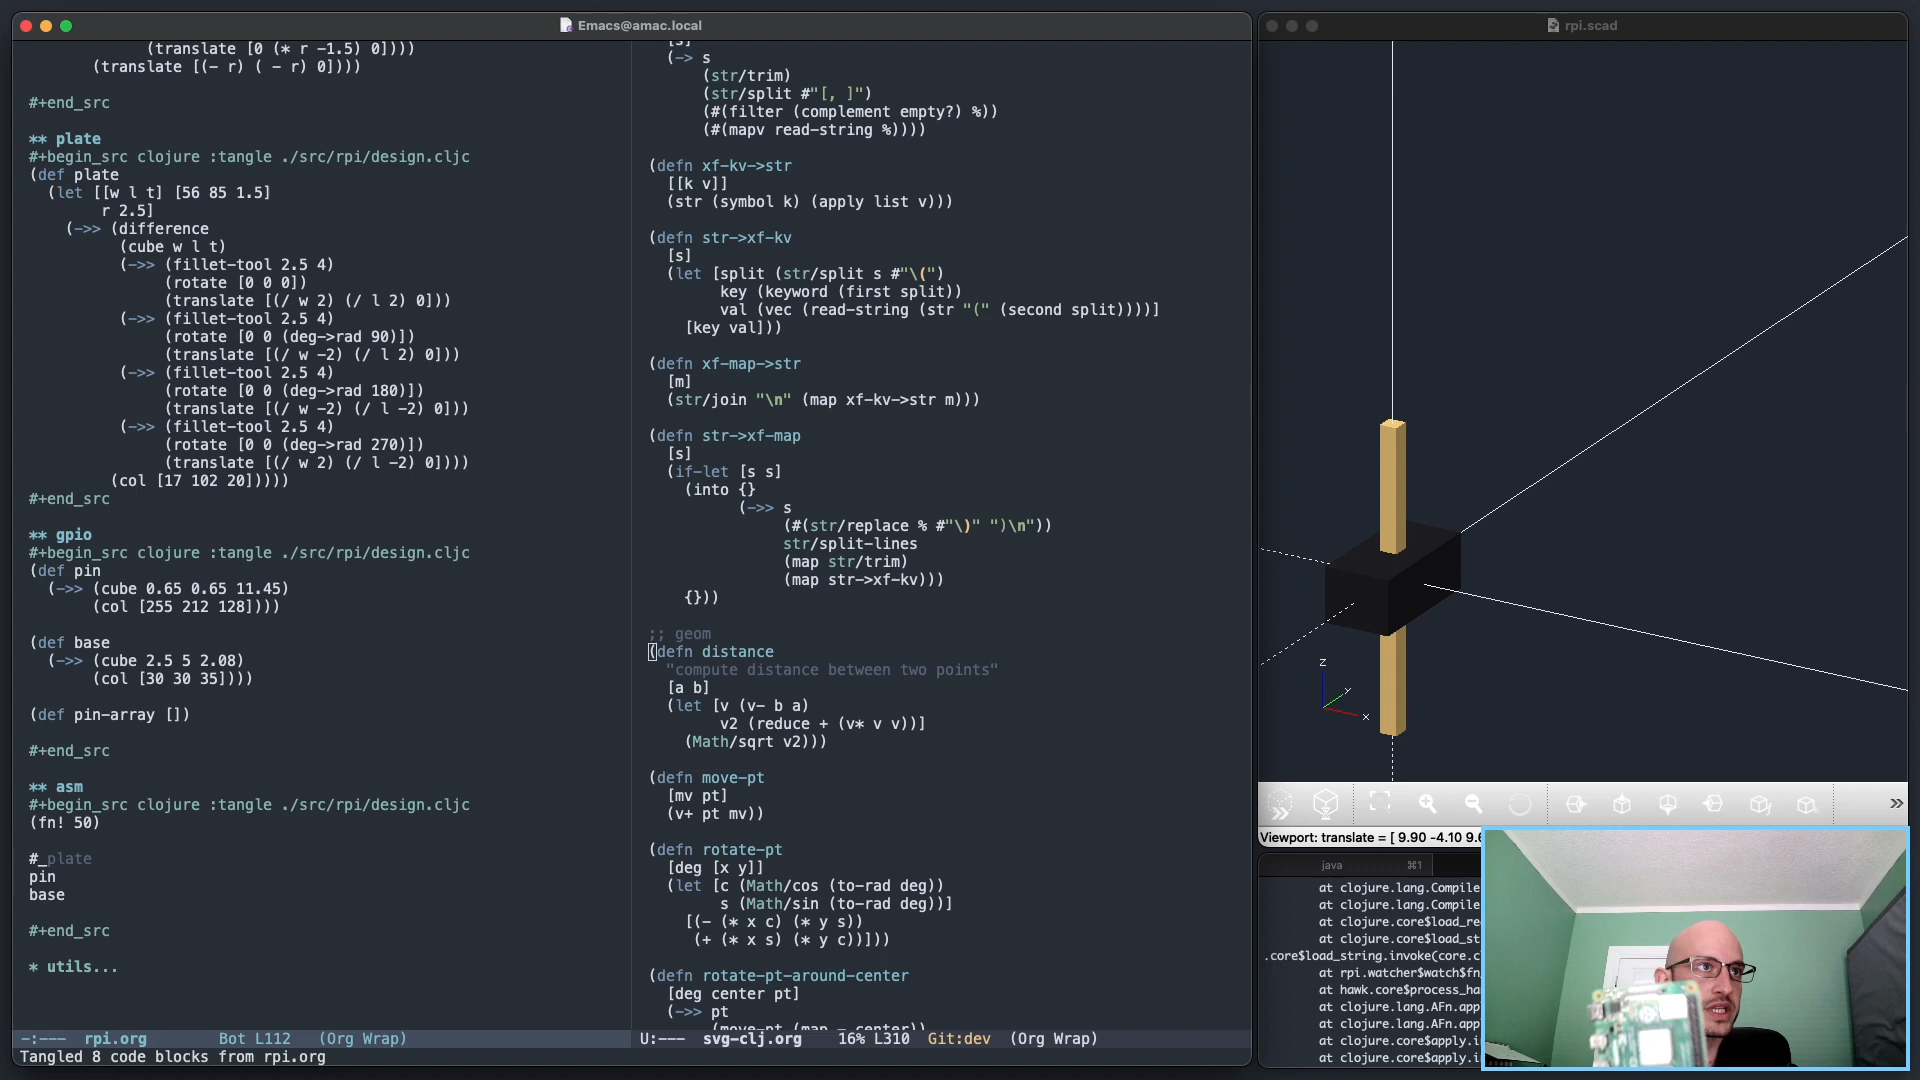 Emacs@amac.local
(translate [0 (* r -1.5) 0])))
(translate [(- r) ( - r) 0])))
#+end_src
** plate
#+begin_src clojure :tangle ./src/rpi/design.cljc
(def plate
(let [[w l t] [56 85 1.5]
r 2.5]
(->> (difference
(cube w l t)
(->> (fillet-tool 2.5 4)
(rotate [0 0 0])
(translate [(/ w 2) (/ l 2) 0]))
(->> (fillet-tool 2.5 4)
(rotate [0 0 (deg->rad 90)])
(translate [(/ w -2) (/ l 2) 0]))
(->> (fillet-tool 2.5 4)
(rotate [0 0 (deg->rad 180)])
(translate [(/ w -2) (/ l -2) 0]))
(->> (fillet-tool 2.5 4)
(rotate [0 0 (deg->rad 270)])
(translate [(/ w 2) (/ l -2) 0])))
(col [17 102 20]))))
#+end_src
** gpio
#+begin_src clojure :tangle ./src/rpi/design.cljc
(def pin
(->> (cube 0.65 0.65 11.45)
(col [255 212 128])))
(def base
(->> (cube 2.5 5 2.08)
(col [30 30 35])))
(def pin-array [])
#+end_src
** asm
#+begin_src clojure :tangle ./src/rpi/design.cljc
(fn! 50)
#_plate
pin
base
#+end_src
* utils...
-:--- rpi.org Bot L112 (Org Wrap)
Tangled 8 code blocks from rpi.org
[s]
(-> s
(str/trim)
(str/split #"[, ]")
(#(filter (complement empty?) %))
(#(mapv read-string %))))
(defn xf-kv->str
[[k v]]
(str (symbol k) (apply list v)))
(defn str->xf-kv
[s]
(let [split (str/split s #"\(")
key (keyword (first split))
val (vec (read-string (str "(" (second split))))]
[key val]))
(defn xf-map->str
[m]
(str/join "\n" (map xf-kv->str m)))
(defn str->xf-map
[s]
(if-let [s s]
(into {}
(->> s
(#(str/replace % #"\)" ")\n"))
str/split-lines
(map str/trim)
(map str->xf-kv)))
{}))
;; geom
(defn distance
"compute distance between two points"
[a b]
(let [v (v- b a)
v2 (reduce + (v* v v))]
(Math/sqrt v2)))
(defn move-pt
[mv pt]
(v+ pt mv))
(defn rotate-pt
[deg [x y]]
(let [c (Math/cos (to-rad deg))
s (Math/sin (to-rad deg))]
[(- (* x c) (* y s))
(+ (* x s) (* y c))]))
(defn rotate-pt-around-center
[deg center pt]
(->> pt
(move-pt (map - center))
U:--- svg-clj.org 16% L310 Git:dev (Org Wrap)
rpi.scad
z
y
x
Viewport: translate = [ 9.90 -4.10
java ⌘1
at clojure.lang.Compile
at clojure.lang.Compile
at clojure.core$load_re
at clojure.core$load_st
.core$load_string.invoke(core.c
at rpi.watcher$watch$fn
at hawk.core$process_ha
at clojure.lang.AFn.app
at clojure.lang.AFn.app
at clojure.core$apply.i
at clojure.core$apply.i